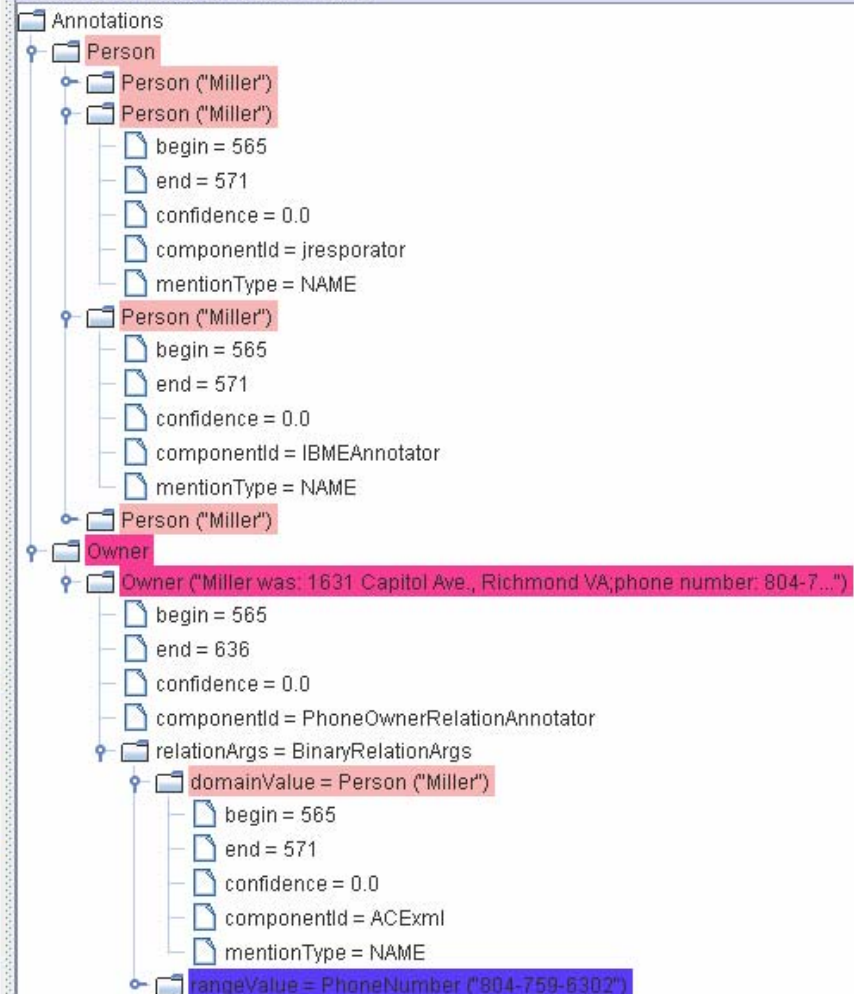 Annotations
Person
Person ("Miller")
Person ("Miller")
begin = 565
end = 571
confidence = 0.0
componentId = jresporator
mentionType = NAME
Person ("Miller")
begin = 565
end = 571
confidence = 0.0
componentId = IBMEAnnotator
mentionType = NAME
Person ("Miller")
Owner
Owner ("Miller was: 1631 Capitol Ave., Richmond VA;phone number: 804-7...")
begin = 565
end = 636
confidence = 0.0
componentId = PhoneOwnerRelationAnnotator
relationArgs = BinaryRelationArgs
domainValue = Person ("Miller")
begin = 565
end = 571
confidence = 0.0
componentId = ACExml
mentionType = NAME
rangeValue = PhoneNumber ("804-759-6302")